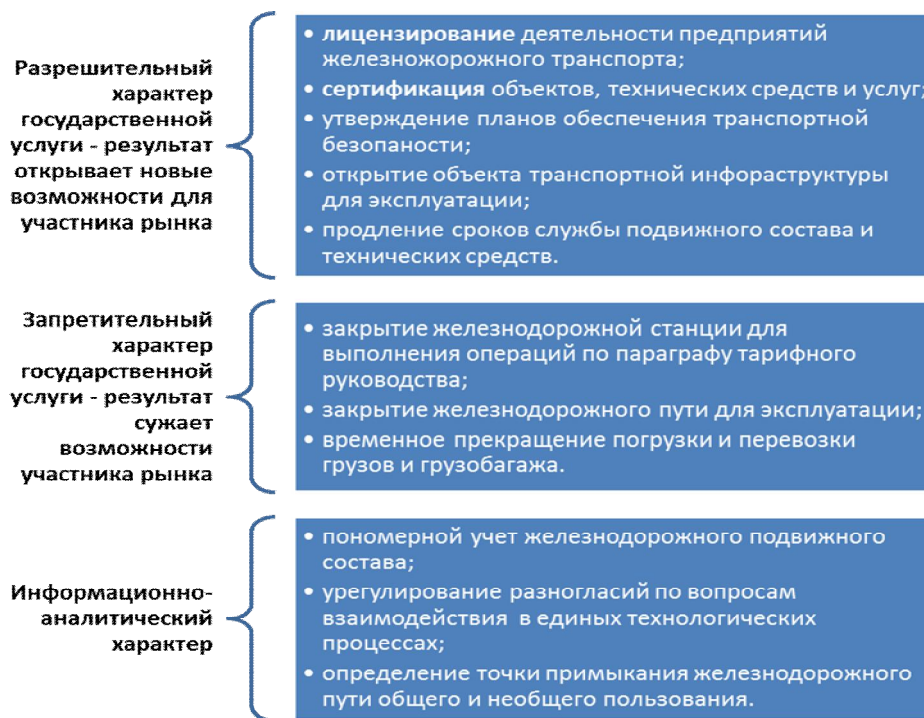 Разрешительный
характер
государственной
услуги - результат
открывает новые
возможности для
участника рынка
• лицензирование деятельности предприятий
железножорожного транспорта;
• сертификация объектов, технических средств и услуг;
• утверждение планов обеспечения транспортной
безопаности;
• открытие объекта транспортной инфораструктуры
для эксплуатации;
• продление сроков службы подвижного состава и
технических средств.
Запретительный
характер
государственной
услуги - результат
сужает
возможности
участника рынка
• закрытие железнодорожной станции для
выполнения операций по параграфу тарифного
руководства;
• закрытие железнодорожного пути для эксплуатации;
• временное прекращение погрузки и перевозки
грузов и грузобагажа.
Информационно-
аналитический
характер
• пономерной учет железнодорожного подвижного
состава;
• урегулирование разногласий по вопросам
взаимодействия в единых технологических
процессах;
• определение точки примыкания железнодорожного
пути общего и необщего пользования.